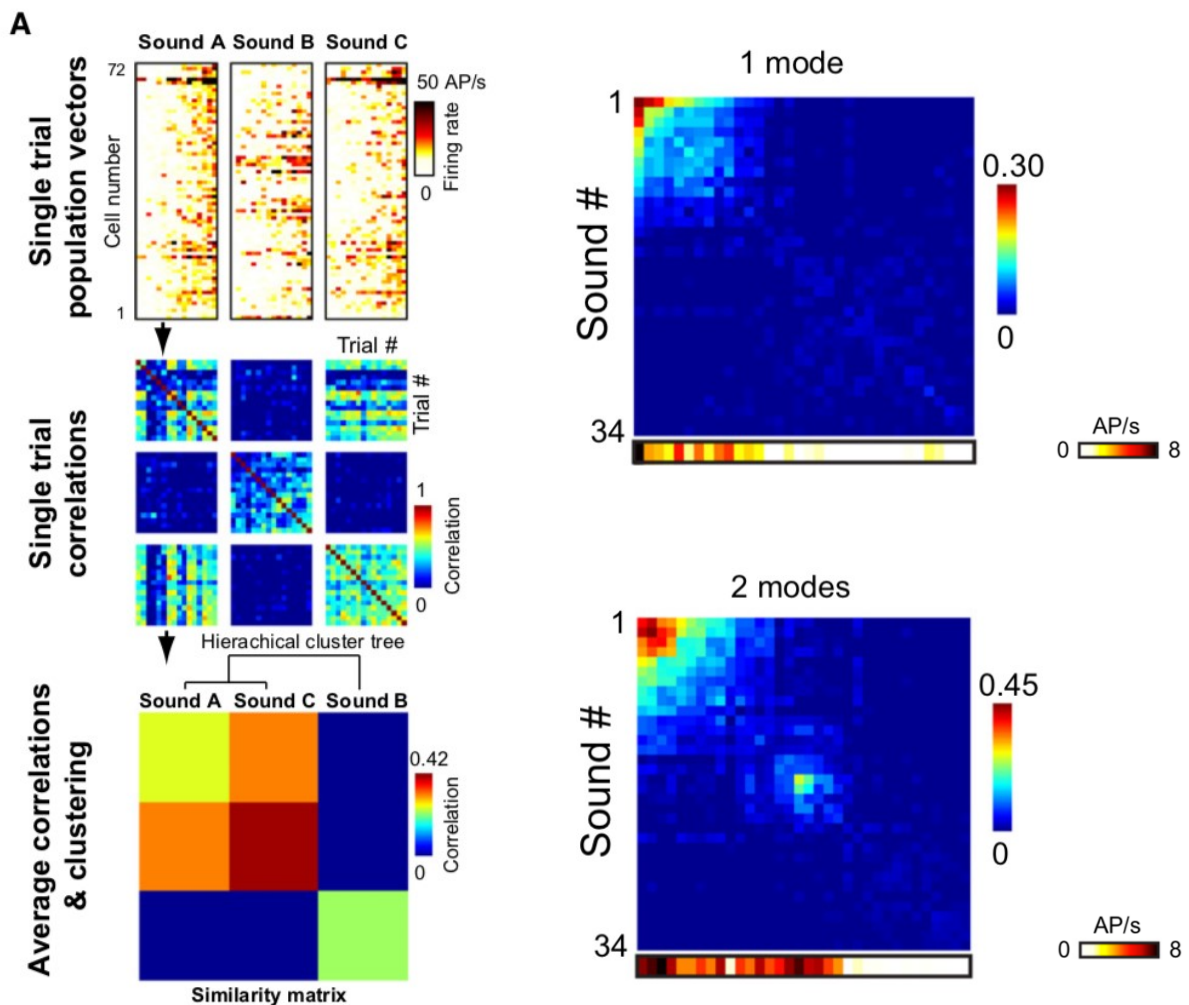 A
Sound A Sound B Sound C
Single trial
population vectors
72
Cell number
1
50 AP/s
Firing rate
0
Trial #
Trial #
Single trial
correlations
1
Correlation
0
Hierachical cluster tree
Sound A Sound C Sound B
Average correlations
& clustering
0.42
Correlation
0
Similarity matrix
1 mode
1
Sound #
34
0.30
0
AP/s
0 8
2 modes
1
Sound #
34
0.45
0
AP/s
0 8